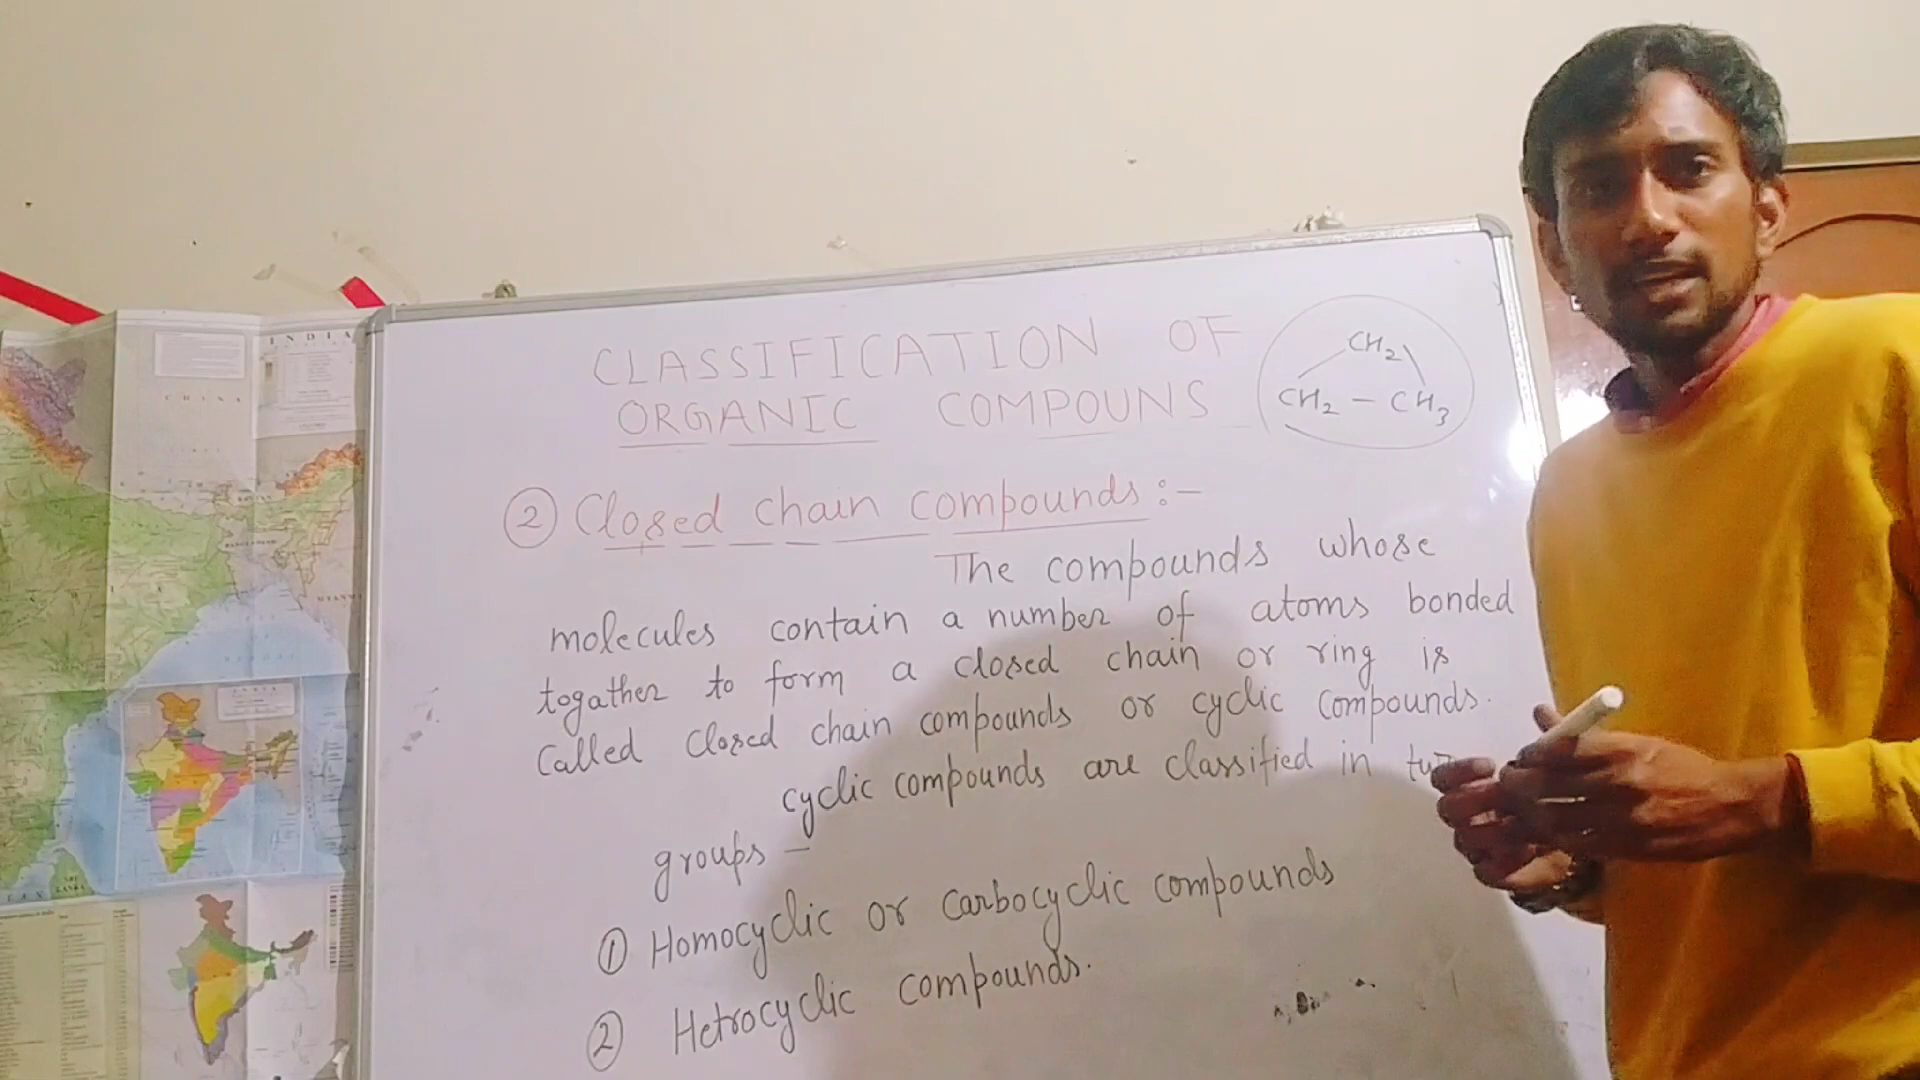 INDIA
CHINA
CLASSIFICATION OF
ORGANIC COMPOUNS
CH2
CH2 – CH3
② Closed chain compounds :-
The compounds whose
molecules contain a number of atoms bonded
togather to form a closed chain or ring is
Called Closed chain compounds or cyclic compounds.
cyclic compounds are classified in
groups –
① Homocyclic or Carbocyclic compounds
② Hetrocyclic compounds.